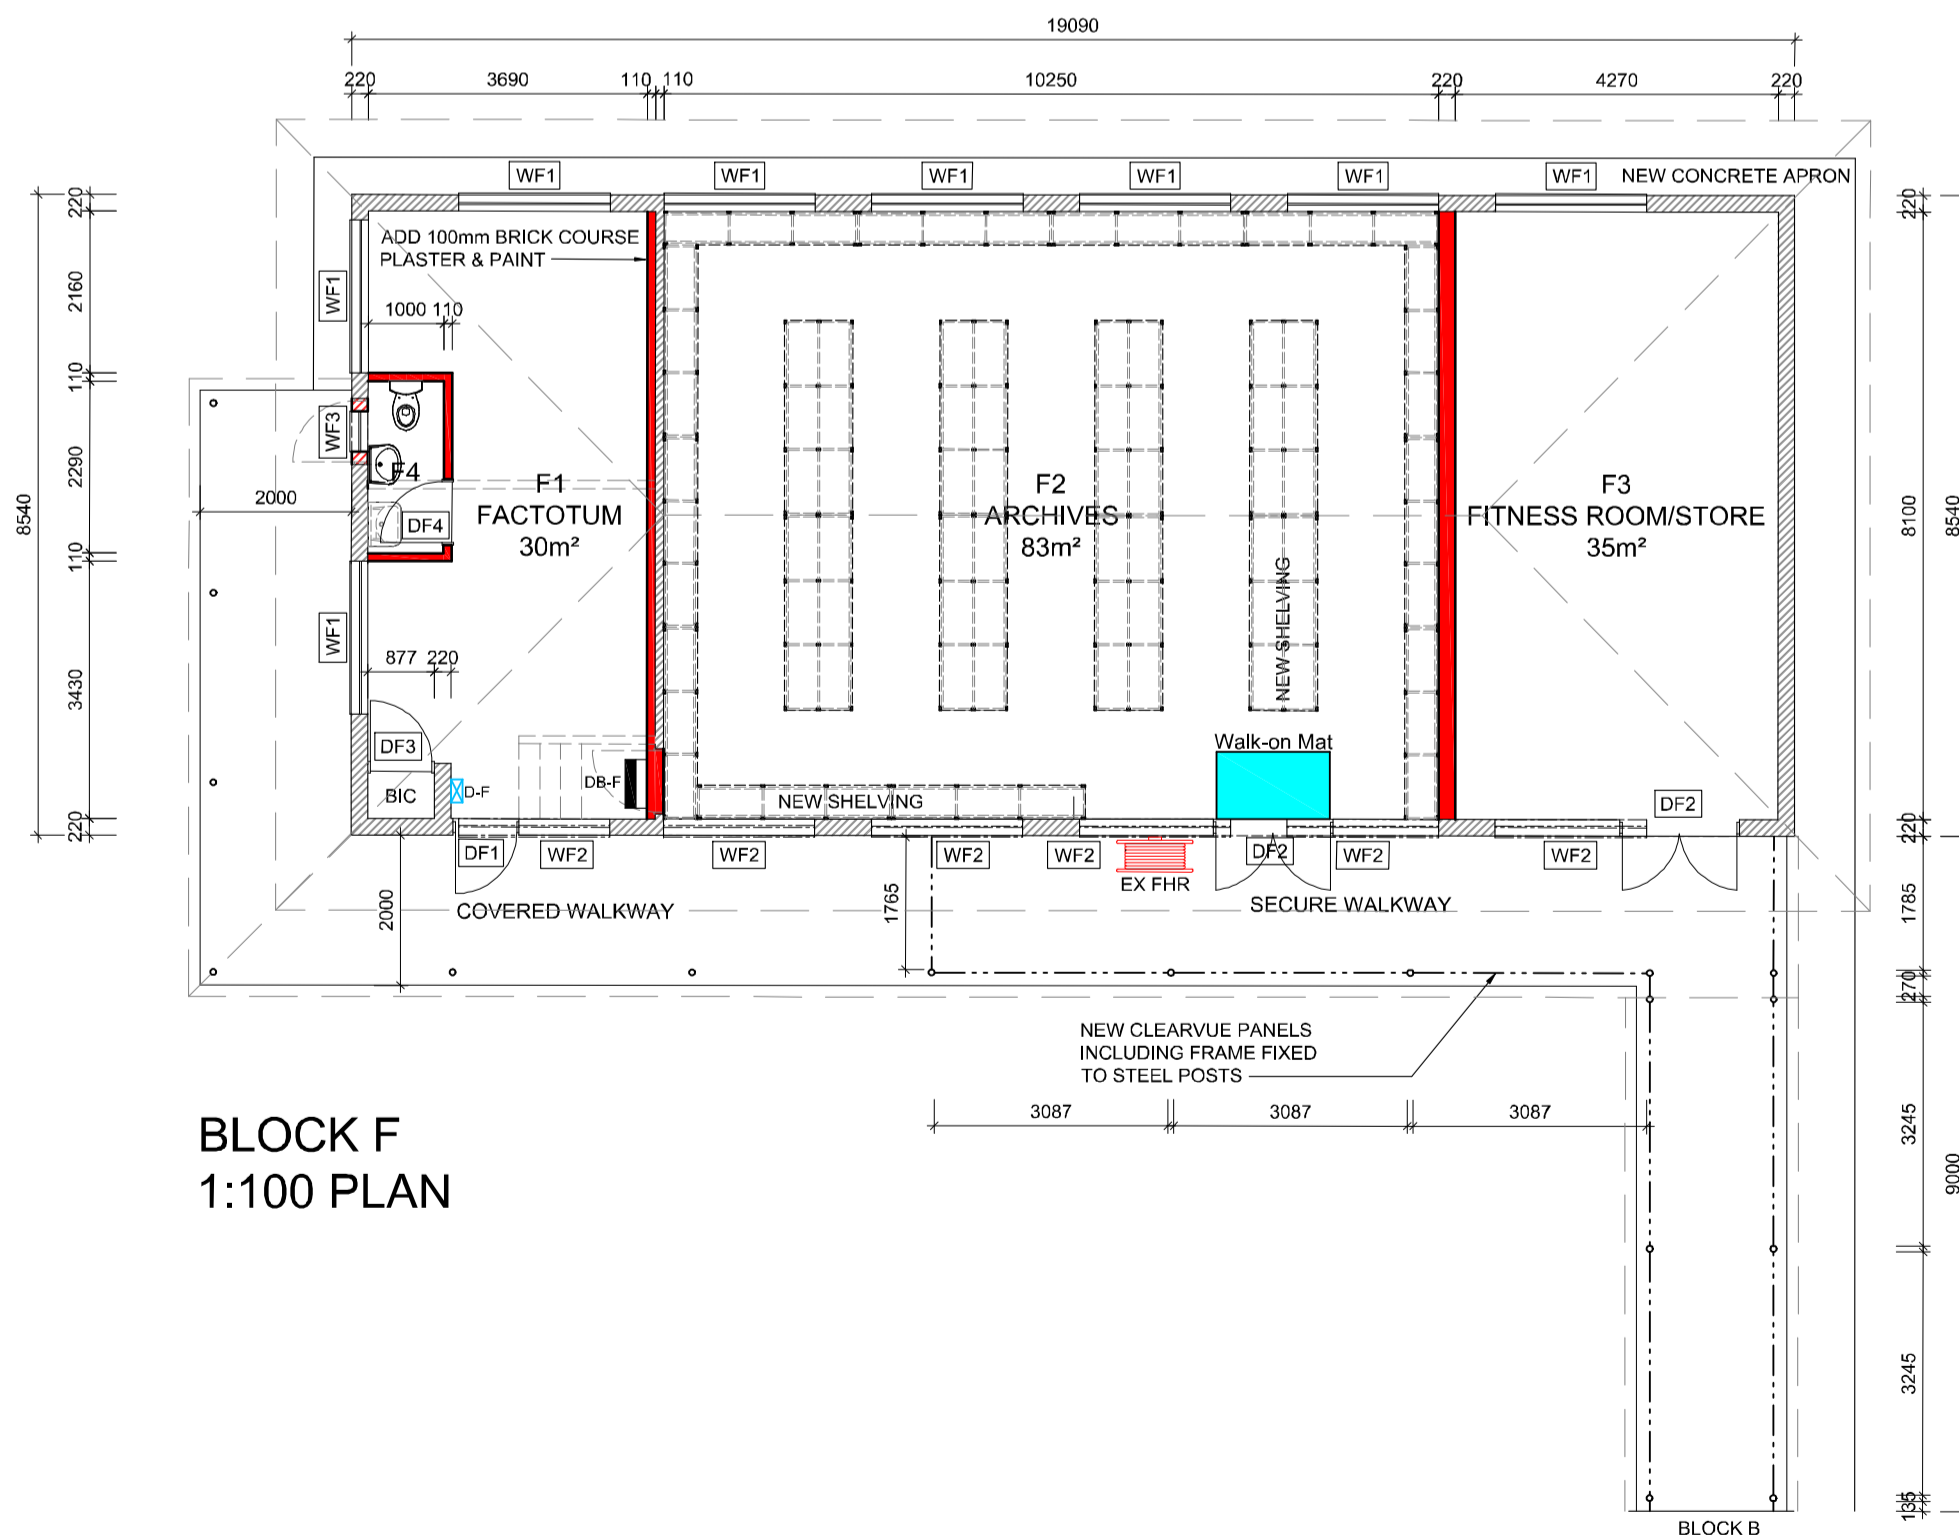 19090
220 3690 110 110 10250 220 4270 220
WF1 WF1 WF1 WF1 WF1 WF1 NEW CONCRETE APRON
ADD 100mm BRICK COURSE
PLASTER & PAINT
1000 110
WF1
WF3
F4
DF4
2000
WF1
877 220
DF3
BIC
D-F
DB-F
F1
FACTOTUM
30m²
F2
ARCHIVES
83m²
F3
FITNESS ROOM/STORE
35m²
NEW SHELVING
Walk-on Mat
NEW SHELVING
DF2
DF1 WF2 WF2 WF2 WF2 DF2 WF2 WF2
EX FHR
COVERED WALKWAY
SECURE WALKWAY
2000
1765
NEW CLEARVUE PANELS
INCLUDING FRAME FIXED
TO STEEL POSTS
3087 3087 3087
8540
220
2160
110
2290
110
3430
220
220
8100
220
1785
270
3245
3245
135
8540
9000
BLOCK F
1:100 PLAN
BLOCK B